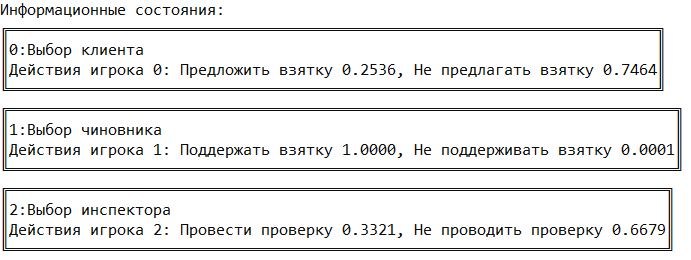 Информационные состояния:
0:Выбор клиента
Действия игрока 0: Предложить взятку 0.2536, Не предлагать взятку 0.7464
1:Выбор чиновника
Действия игрока 1: Поддержать взятку 1.0000, Не поддерживать взятку 0.0001
2:Выбор инспектора
Действия игрока 2: Провести проверку 0.3321, Не проводить проверку 0.6679